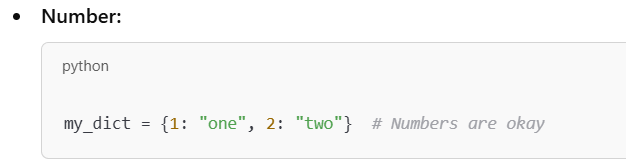 Number:
python
my_dict = {1: "one", 2: "two"}  # Numbers are okay